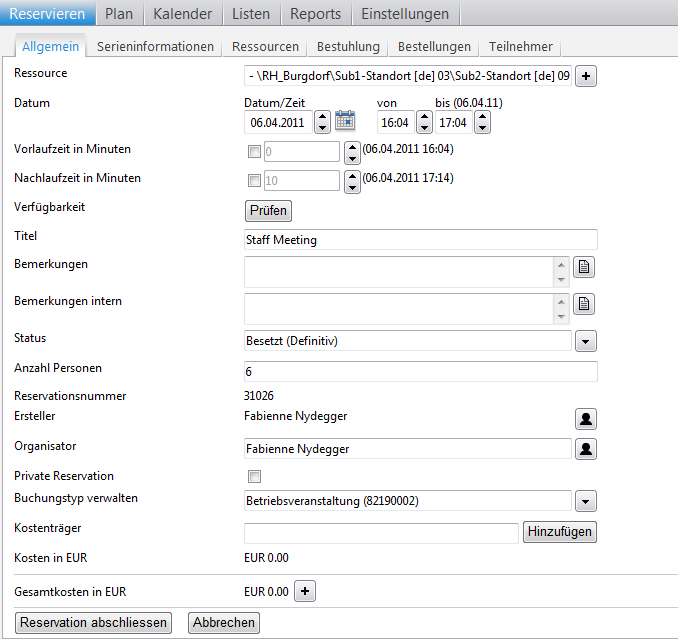 Reservieren Plan Kalender Listen Reports Einstellungen
Allgemein Serieninformationen Ressourcen Bestuhlung Bestellungen Teilnehmer
Ressource - \RH_Burgdorf\Sub1-Standort [de] 03\Sub2-Standort [de] 09 +
Datum Datum/Zeit von bis (06.04.11)
06.04.2011 16:04 17:04
Vorlaufzeit in Minuten 0 (06.04.2011 16:04)
Nachlaufzeit in Minuten 10 (06.04.2011 17:14)
Verfügbarkeit Prüfen
Titel Staff Meeting
Bemerkungen
Bemerkungen intern
Status Besetzt (Definitiv)
Anzahl Personen 6
Reservationsnummer 31026
Ersteller Fabienne Nydegger
Organisator Fabienne Nydegger
Private Reservation
Buchungstyp verwalten Betriebsveranstaltung (82190002)
Kostenträger Hinzufügen
Kosten in EUR EUR 0.00
Gesamtkosten in EUR EUR 0.00 +
Reservation abschliessen Abbrechen